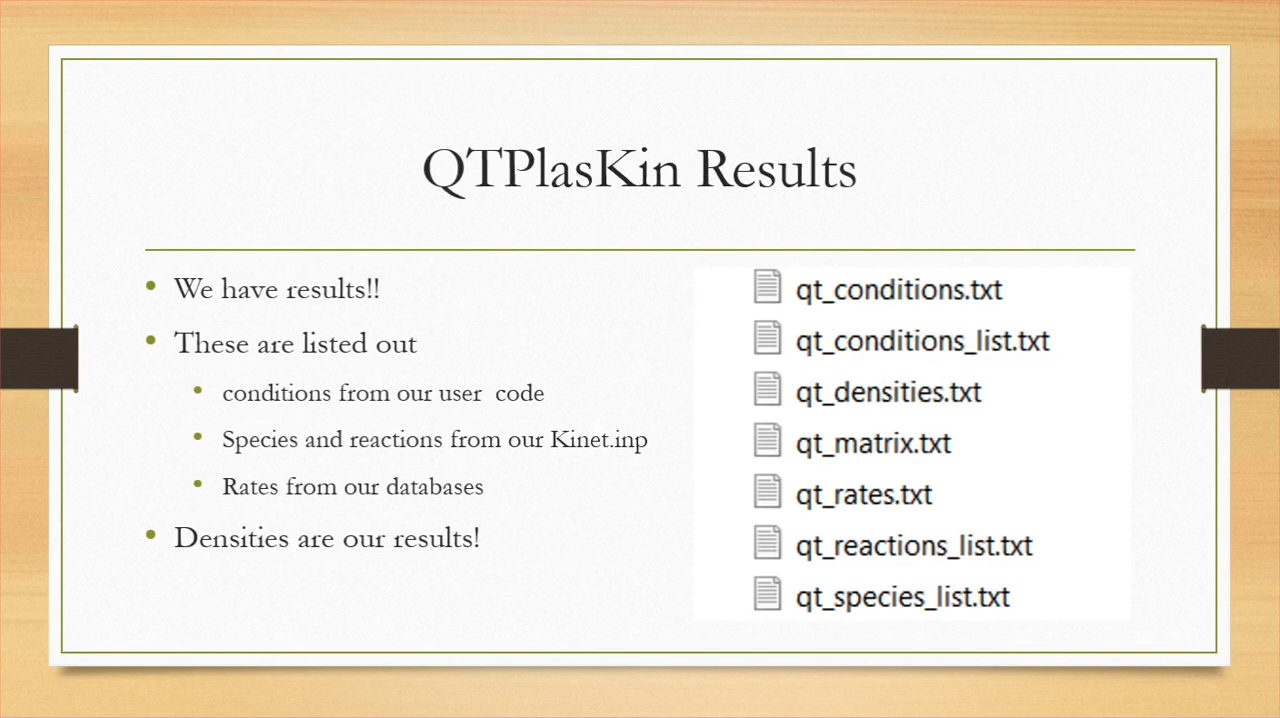 QTPlasKin Results
We have results!!
These are listed out
conditions from our user  code
Species and reactions from our Kinet.inp
Rates from our databases
Densities are our results!
qt_conditions.txt
qt_conditions_list.txt
qt_densities.txt
qt_matrix.txt
qt_rates.txt
qt_reactions_list.txt
qt_species_list.txt